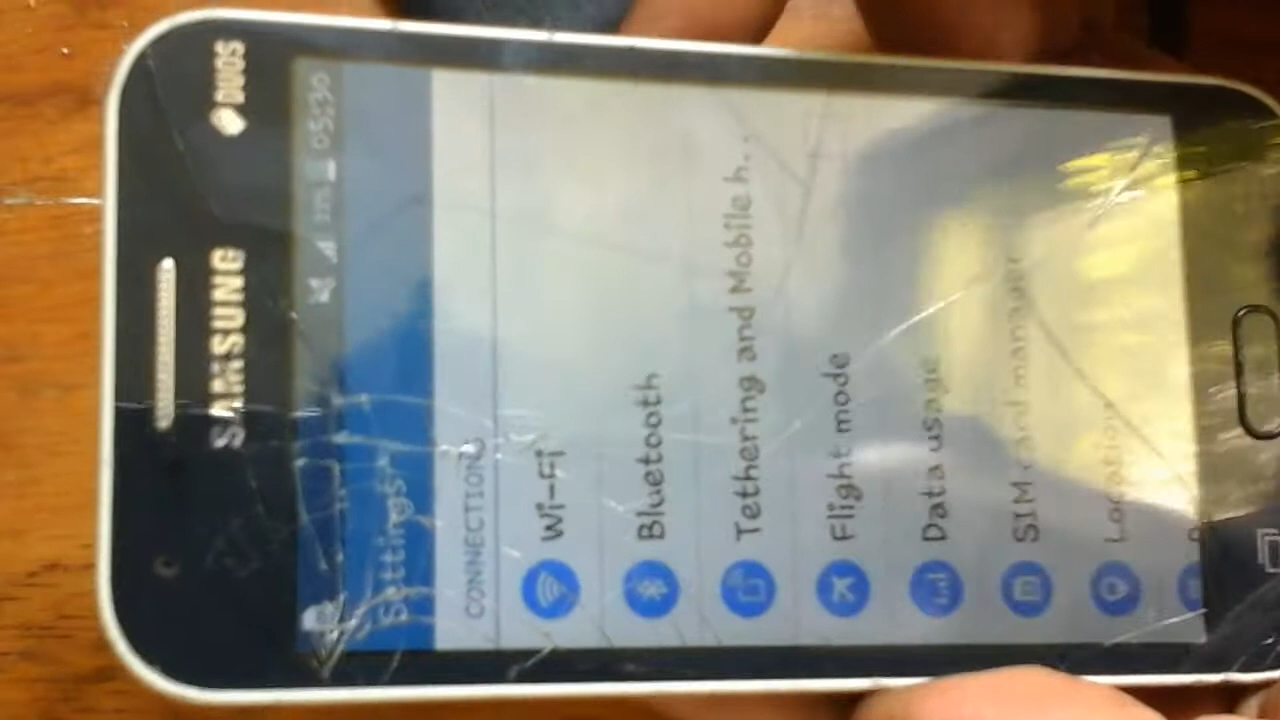 DUOS
SAMSUNG
05:30
Settings
CONNECTIONS
Wi-Fi
Bluetooth
Tethering and Mobile h...
Flight mode
Data usage
SIM card manager
Location